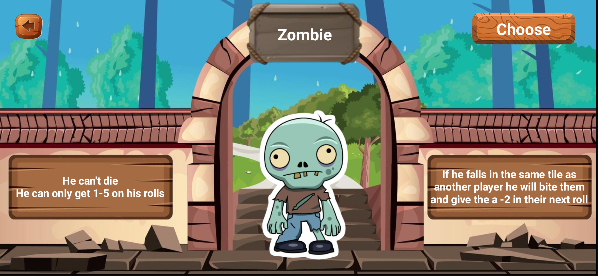 Zombie
Choose
He can't die
He can only get 1-5 on his rolls
If he falls in the same tile as
another player he will bite them
and give the a -2 in their next roll